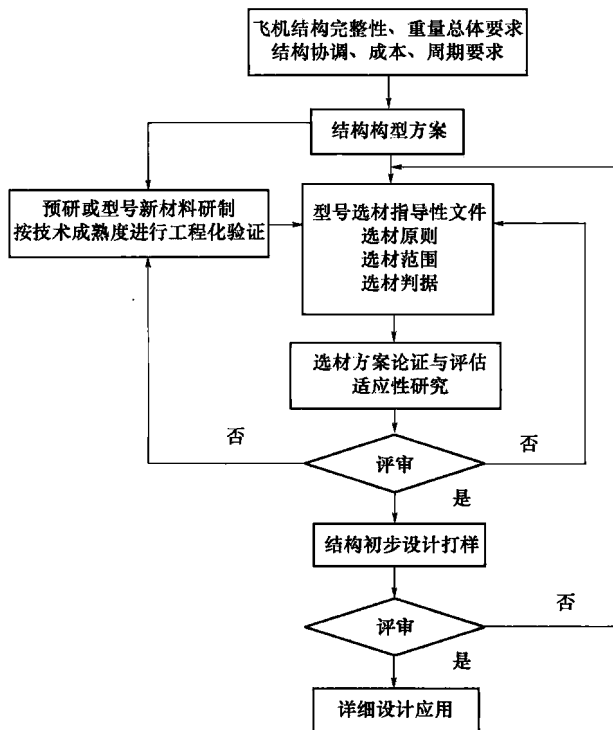 飞机结构完整性、重量总体要求
结构协调、成本、周期要求
结构构型方案
预研或型号新材料研制
按技术成熟度进行工程化验证
型号选材指导性文件
选材原则
选材范围
选材判据
选材方案论证与评估
适应性研究
否
评审
否
是
结构初步设计打样
否
评审
是
详细设计应用